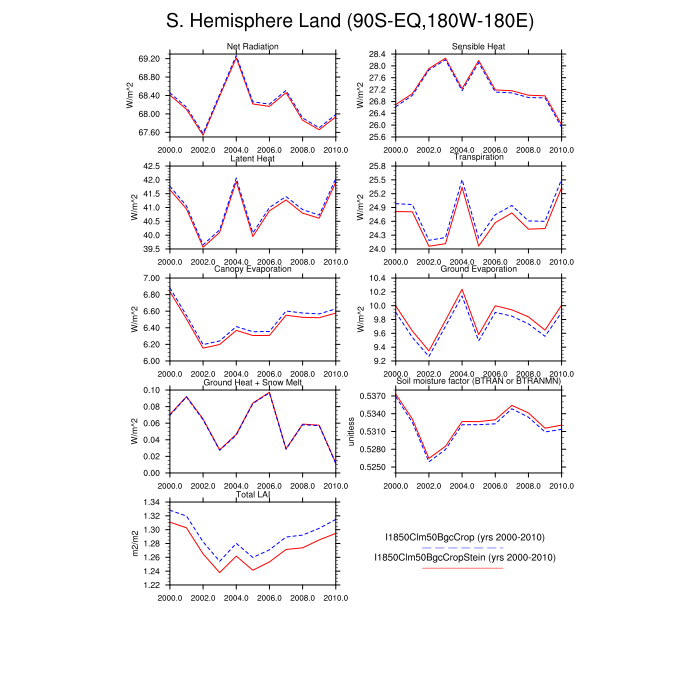 S. Hemisphere Land (90S-EQ,180W-180E)
Net Radiation
W/m^2
69.20
68.80
68.40
68.00
67.60
2000.0 2002.0 2004.0 2006.0 2008.0 2010.0
Sensible Heat
W/m^2
28.4
28.0
27.6
27.2
26.8
26.4
26.0
25.6
2000.0 2002.0 2004.0 2006.0 2008.0 2010.0
Latent Heat
W/m^2
42.5
42.0
41.5
41.0
40.5
40.0
39.5
2000.0 2002.0 2004.0 2006.0 2008.0 2010.0
Transpiration
W/m^2
25.8
25.5
25.2
24.9
24.6
24.3
24.0
2000.0 2002.0 2004.0 2006.0 2008.0 2010.0
Canopy Evaporation
W/m^2
7.00
6.80
6.60
6.40
6.20
6.00
2000.0 2002.0 2004.0 2006.0 2008.0 2010.0
Ground Evaporation
W/m^2
10.4
10.2
10.0
9.8
9.6
9.4
9.2
2000.0 2002.0 2004.0 2006.0 2008.0 2010.0
Ground Heat + Snow Melt
W/m^2
0.10
0.08
0.06
0.04
0.02
0.00
2000.0 2002.0 2004.0 2006.0 2008.0 2010.0
Soil moisture factor (BTRAN or BTRANMN)
unitless
0.5370
0.5340
0.5310
0.5280
0.5250
2000.0 2002.0 2004.0 2006.0 2008.0 2010.0
Total LAI
m2/m2
1.34
1.32
1.30
1.28
1.26
1.24
1.22
2000.0 2002.0 2004.0 2006.0 2008.0 2010.0
I1850Clm50BgcCrop (yrs 2000-2010)
I1850Clm50BgcCropStein (yrs 2000-2010)